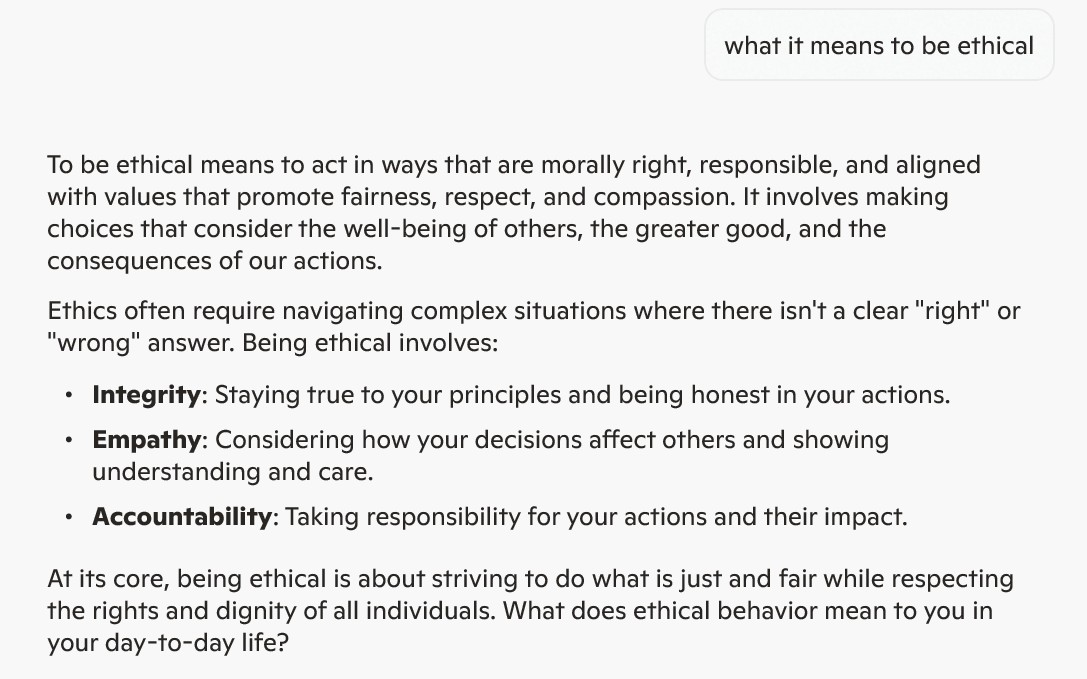 what it means to be ethical
To be ethical means to act in ways that are morally right, responsible, and aligned
with values that promote fairness, respect, and compassion. It involves making
choices that consider the well-being of others, the greater good, and the
consequences of our actions.
Ethics often require navigating complex situations where there isn't a clear "right" or
"wrong" answer. Being ethical involves:
• Integrity: Staying true to your principles and being honest in your actions.
• Empathy: Considering how your decisions affect others and showing
understanding and care.
• Accountability: Taking responsibility for your actions and their impact.
At its core, being ethical is about striving to do what is just and fair while respecting
the rights and dignity of all individuals. What does ethical behavior mean to you in
your day-to-day life?